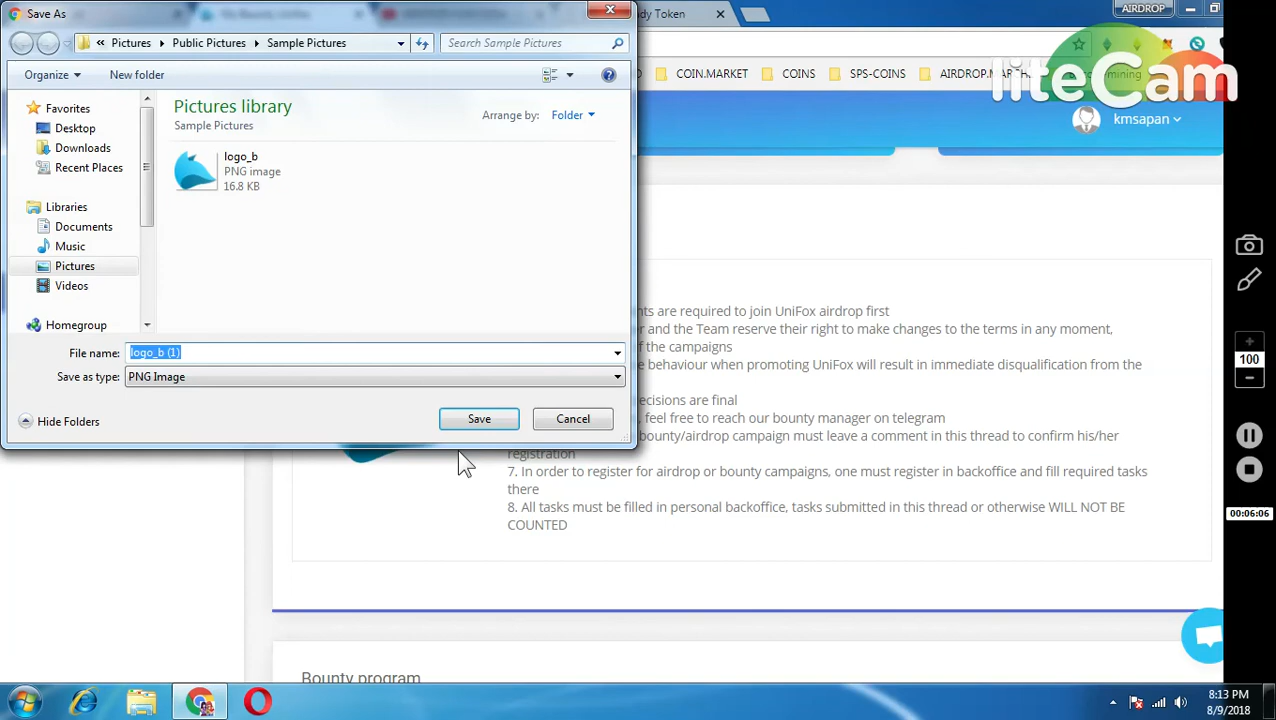 Save As
dy Token
AIRDROP
Pictures
Public Pictures
Sample Pictures
Search Sample Pictures
COIN.MARKET
COINS
SPS-COINS
mining
liteCam
Organize
New folder
kmsapan
Favorites
Desktop
Downloads
Recent Places
Libraries
Documents
Music
Pictures
Videos
Homegroup
Pictures library
Sample Pictures
Arrange by:
Folder
logo_b
PNG image
16.8 KB
File name:
logo_b (1)
Save as type:
PNG Image
Hide Folders
Save
Cancel
nts are required to join UniFox airdrop first
er and the Team reserve their right to make changes to the terms in any moment,
f the campaigns
e behaviour when promoting UniFox will result in immediate disqualification from the
ecisions are final
, feel free to reach our bounty manager on telegram
bounty/airdrop campaign must leave a comment in this thread to confirm his/her
registration
7. In order to register for airdrop or bounty campaigns, one must register in backoffice and fill required tasks
there
8. All tasks must be filled in personal backoffice, tasks submitted in this thread or otherwise WILL NOT BE
COUNTED
Bounty program
100
00:06:06
8:13 PM
8/9/2018